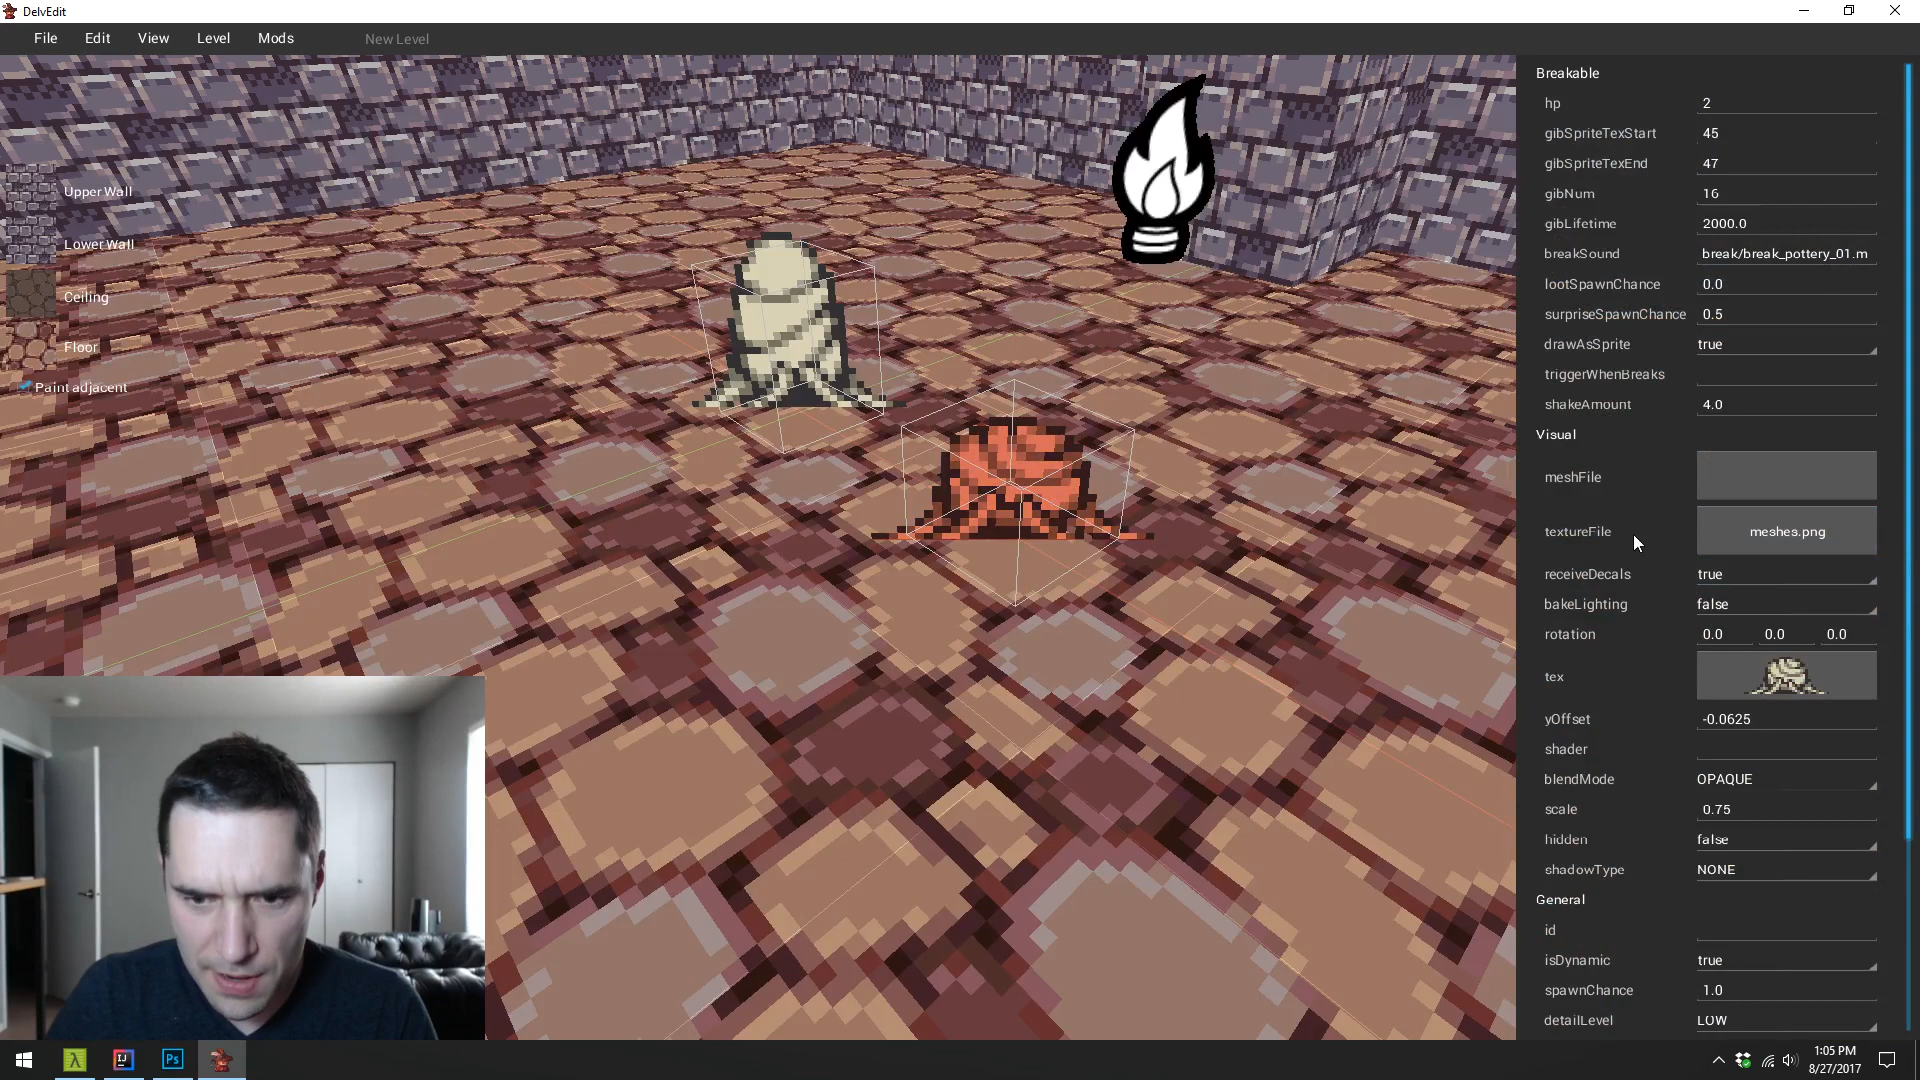 DelvEdit
File Edit View Level Mods New Level
Upper Wall
Lower Wall
Ceiling
Floor
Paint adjacent
Breakable
hp 2
gibSpriteTexStart 45
gibSpriteTexEnd 47
gibNum 16
gibLifetime 2000.0
breakSound break/break_pottery_01.m
lootSpawnChance 0.0
surpriseSpawnChance 0.5
drawAsSprite true
triggerWhenBreaks
shakeAmount 4.0
Visual
meshFile
textureFile meshes.png
receiveDecals true
bakeLighting false
rotation 0.0 0.0 0.0
tex
yOffset -0.0625
shader
blendMode OPAQUE
scale 0.75
hidden false
shadowType NONE
General
id
isDynamic true
spawnChance 1.0
detailLevel LOW
λ IJ Ps
1:05 PM
8/27/2017